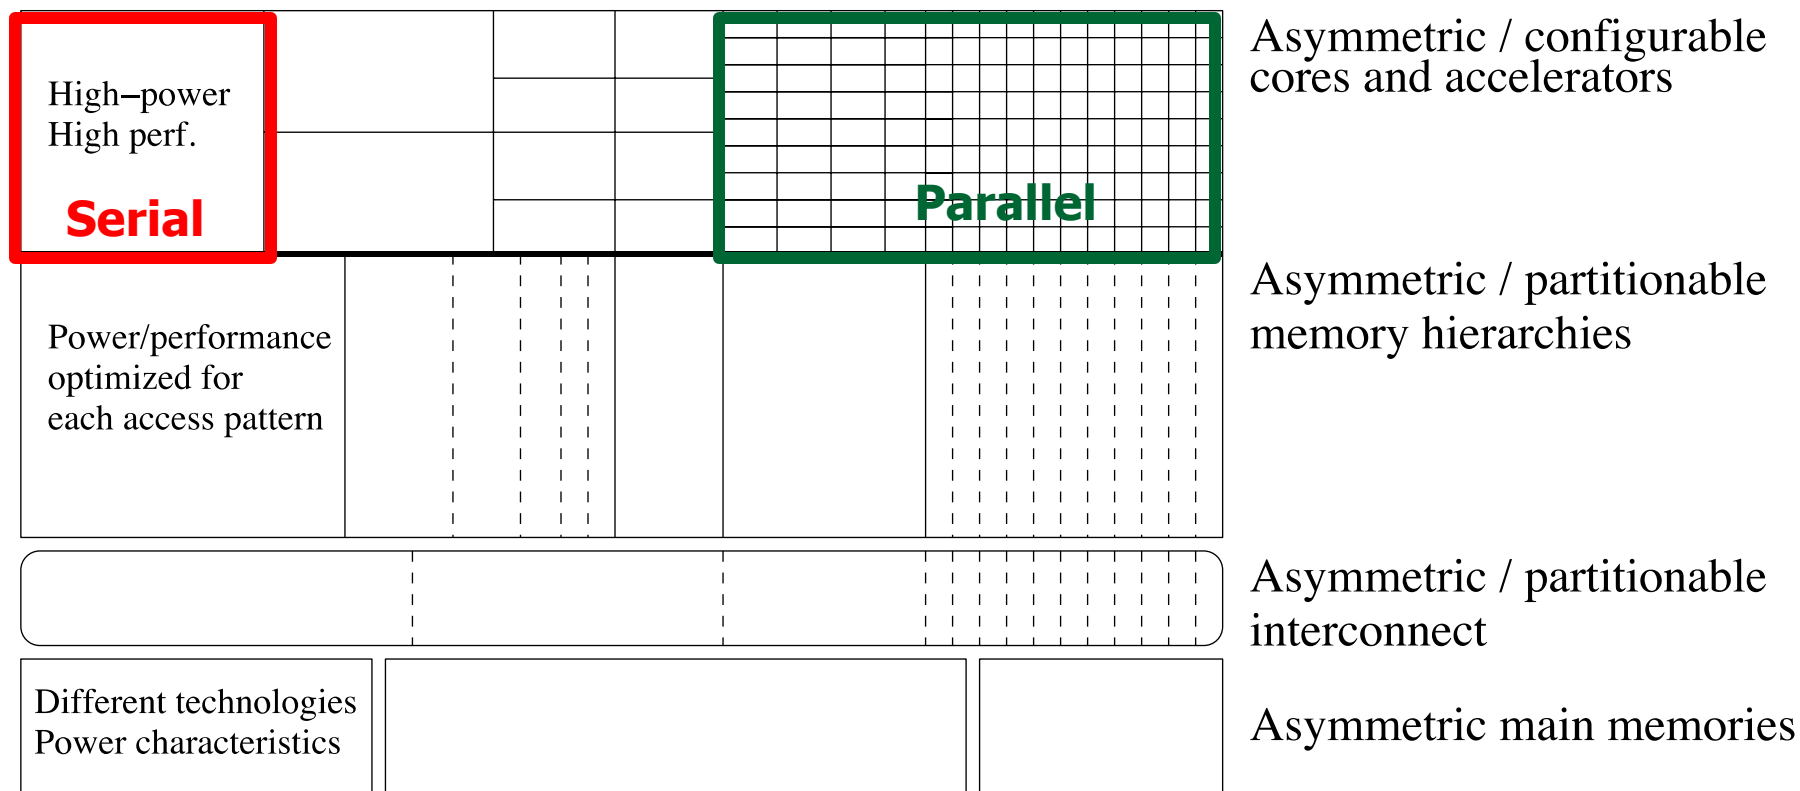 High−power
High perf.
Serial
Parallel
Asymmetric / configurable
cores and accelerators
Power/performance
optimized for
each access pattern
Asymmetric / partitionable
memory hierarchies
Asymmetric / partitionable
interconnect
Different technologies
Power characteristics
Asymmetric main memories